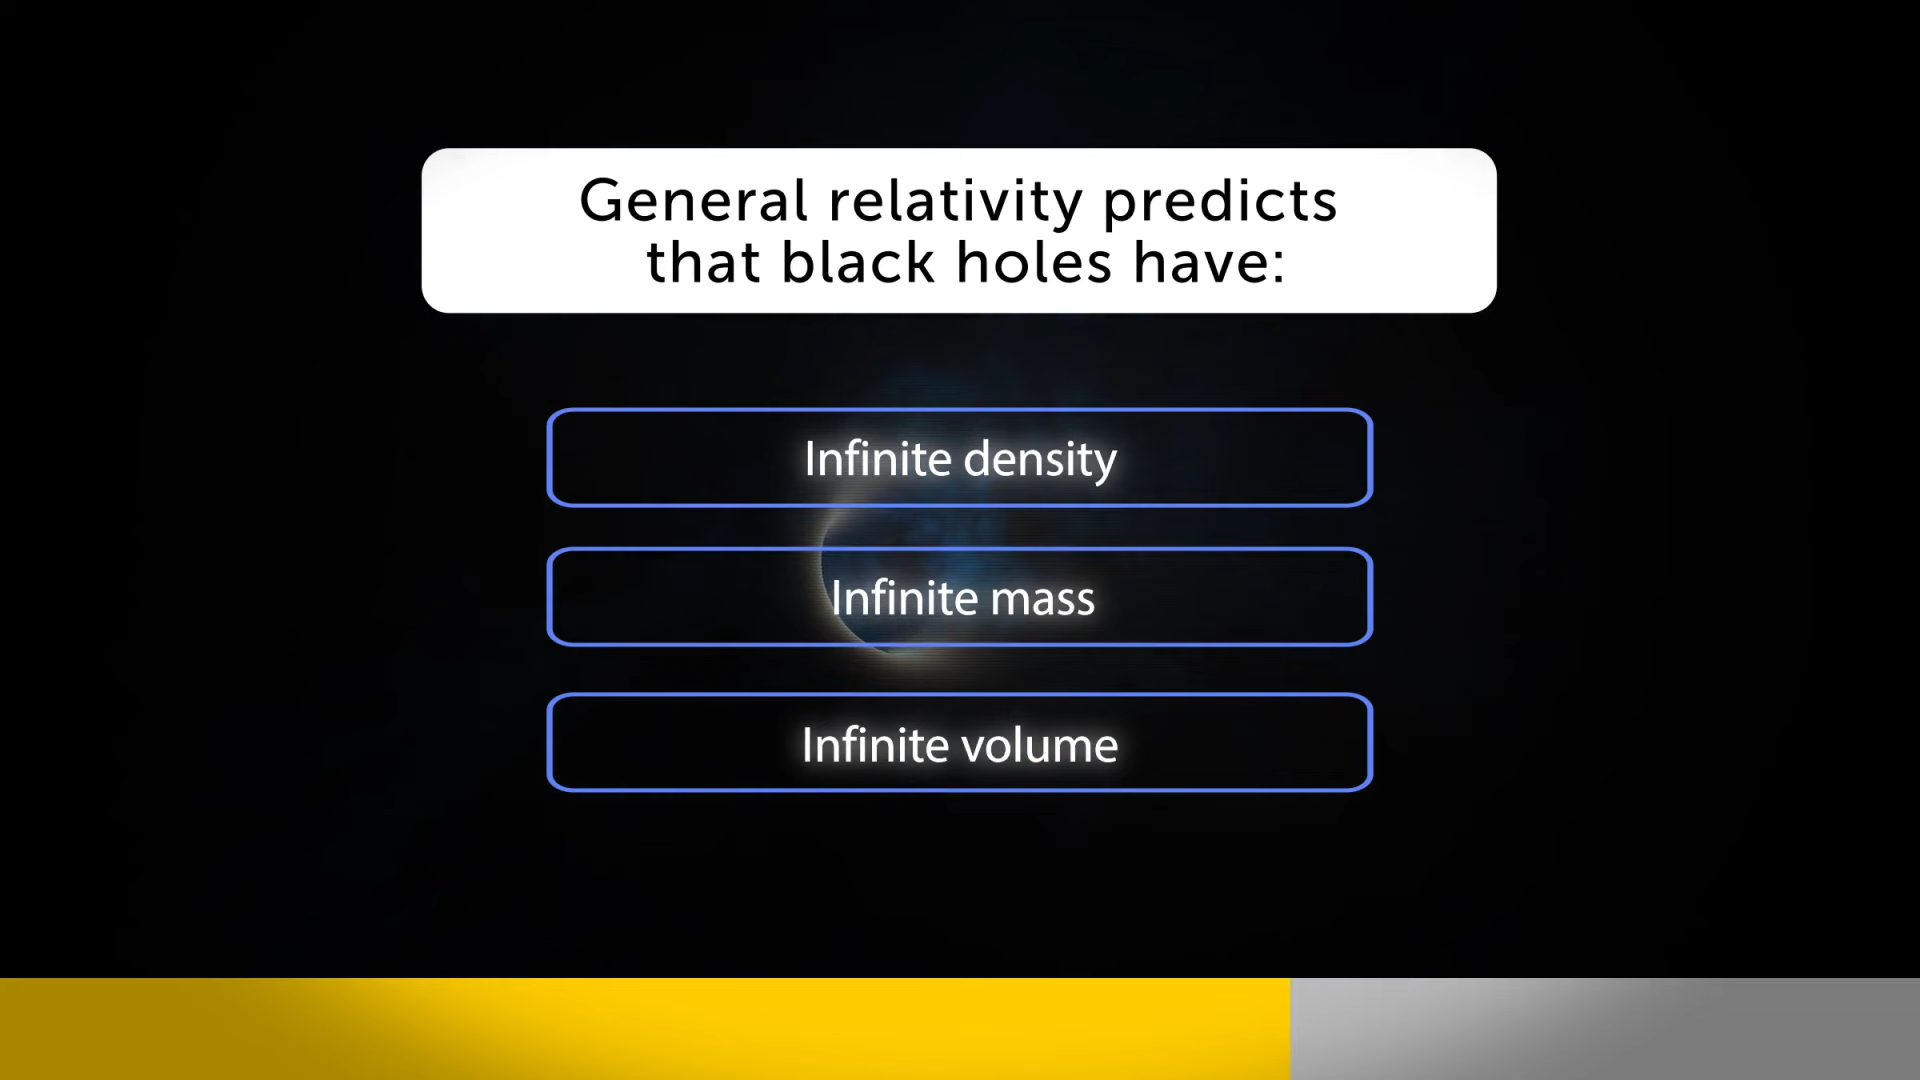 General relativity predicts
that black holes have:
Infinite density
Infinite mass
Infinite volume